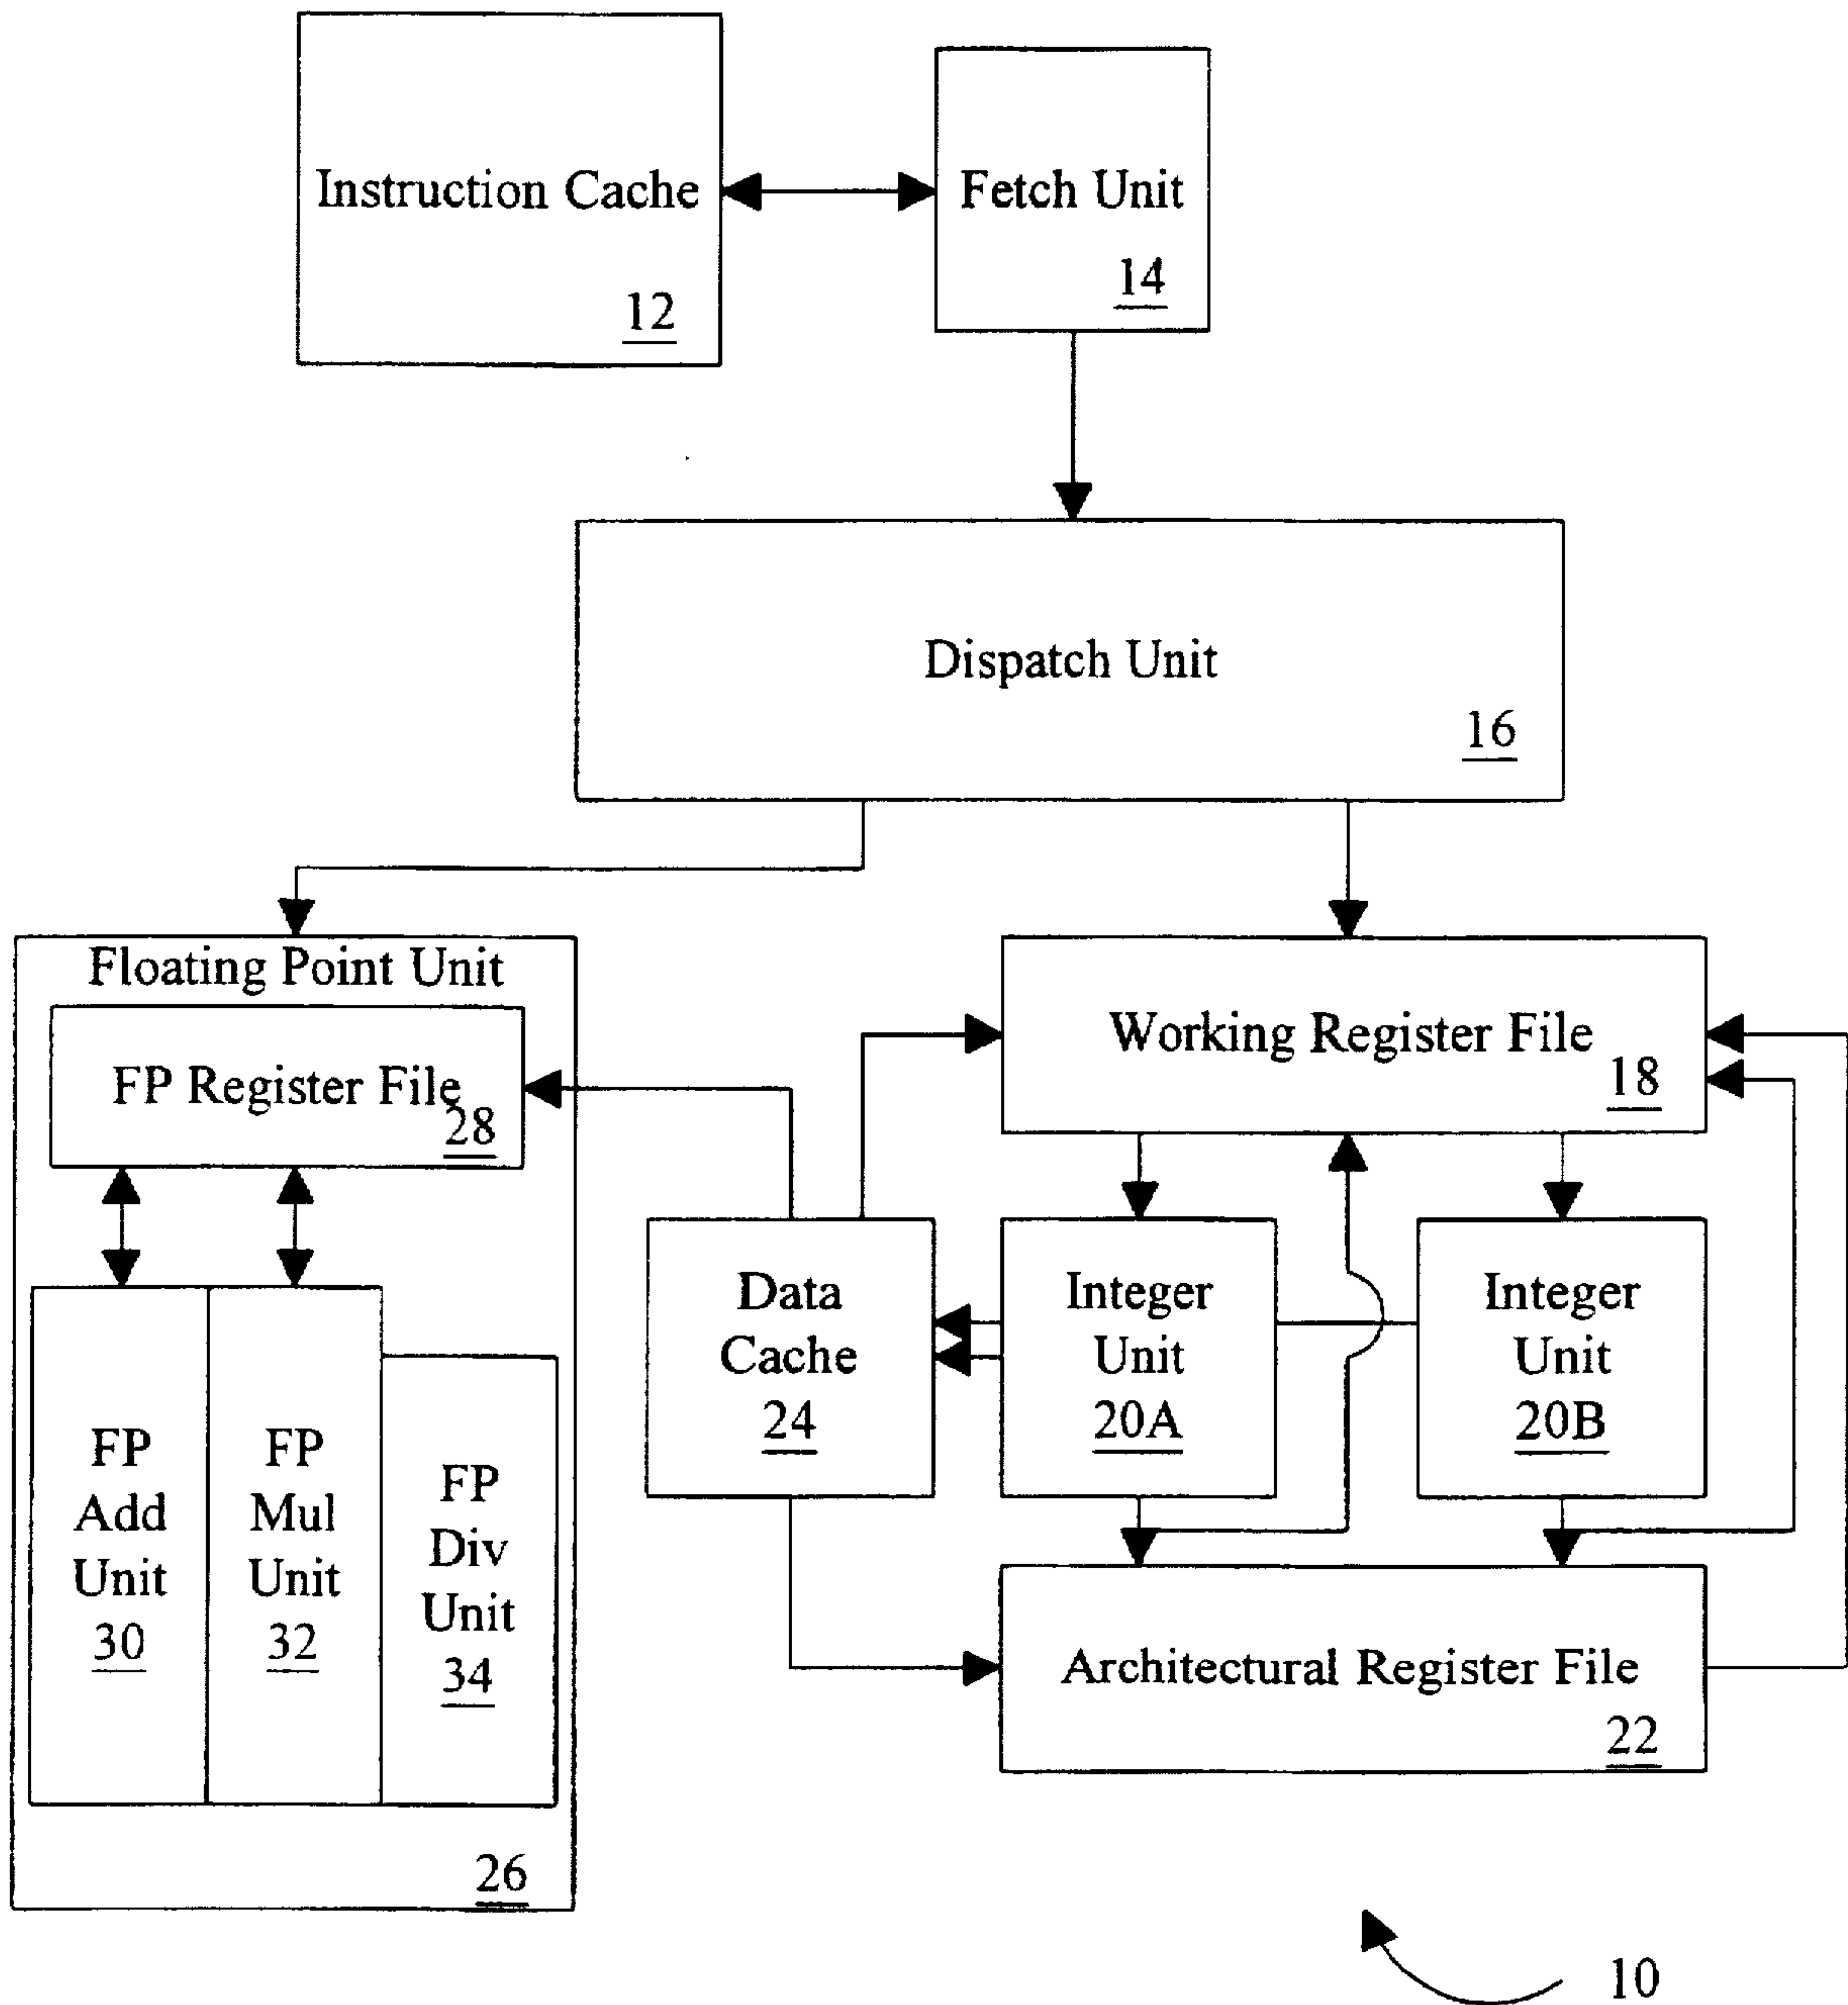 Instruction Cache
12
Fetch Unit
14
Dispatch Unit
16
Floating Point Unit
FP Register File
28
FP
Add
Unit
30
FP
Mul
Unit
32
FP
Div
Unit
34
26
Working Register File
18
Data
Cache
24
Integer
Unit
20A
Integer
Unit
20B
Architectural Register File
22
10